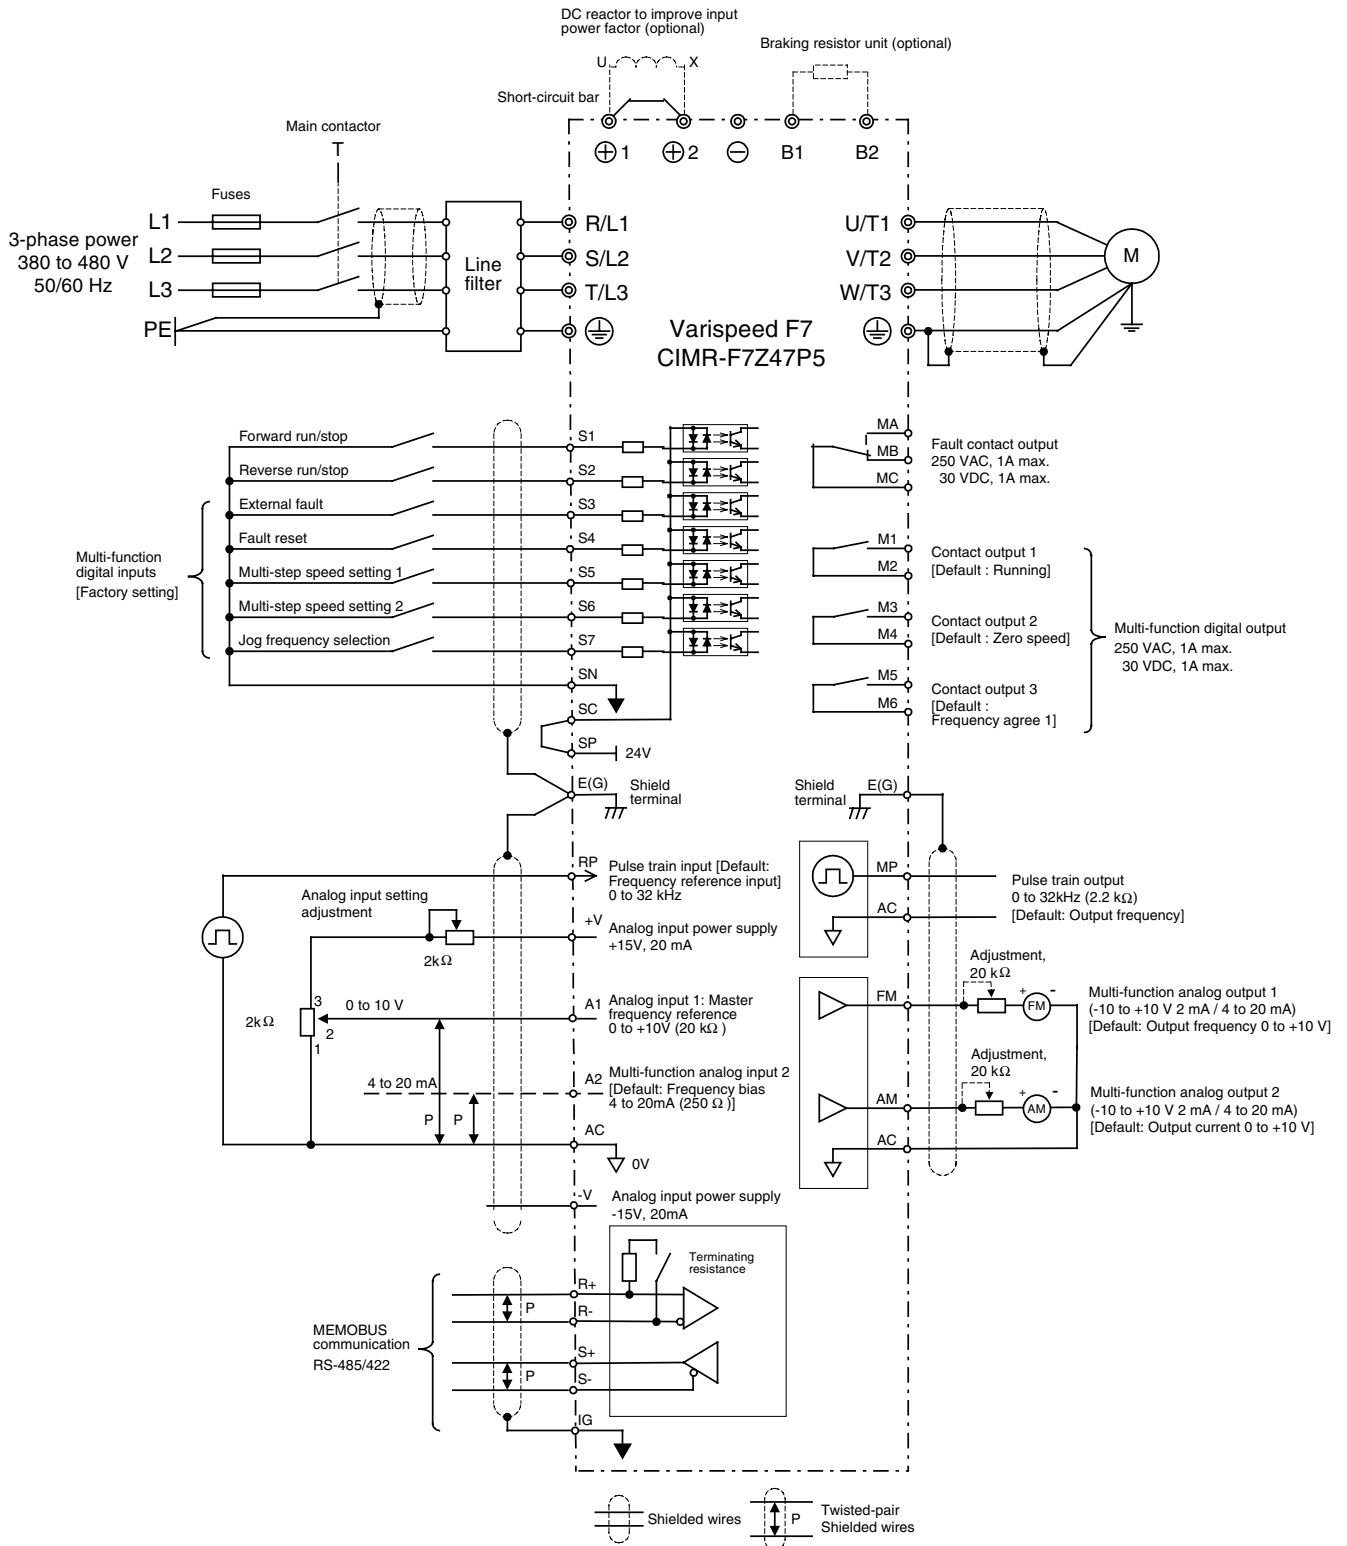 DC reactor to improve input
power factor (optional)
Braking resistor unit (optional)
U
X
Short-circuit bar
Main contactor
⊕1
⊕2
⊖
B1
B2
Fuses
3-phase power
380 to 480 V
50/60 Hz
L1
L2
L3
PE
Line
filter
R/L1
S/L2
T/L3
U/T1
V/T2
W/T3
M
Varispeed F7
CIMR-F7Z47P5
Multi-function
digital inputs
[Factory setting]
Forward run/stop
S1
Reverse run/stop
S2
External fault
S3
Fault reset
S4
Multi-step speed setting 1
S5
Multi-step speed setting 2
S6
Jog frequency selection
S7
SN
SC
SP
24V
E(G)
Shield
terminal
MA
MB
MC
Fault contact output
250 VAC, 1A max.
30 VDC, 1A max.
M1
M2
Contact output 1
[Default : Running]
M3
M4
Contact output 2
[Default : Zero speed]
M5
M6
Contact output 3
[Default :
Frequency agree 1]
Multi-function digital output
250 VAC, 1A max.
30 VDC, 1A max.
Shield
terminal
E(G)
RP
Pulse train input [Default:
Frequency reference input]
0 to 32 kHz
Analog input setting
adjustment
2kΩ
+V
Analog input power supply
+15V, 20 mA
2kΩ
3
2
1
0 to 10 V
A1
Analog input 1: Master
frequency reference
0 to +10V (20 kΩ )
4 to 20 mA
P
P
A2
Multi-function analog input 2
[Default: Frequency bias
4 to 20mA (250 Ω )]
AC
0V
-V
Analog input power supply
-15V, 20mA
MP
AC
Pulse train output
0 to 32kHz (2.2 kΩ)
[Default: Output frequency]
Adjustment,
20 kΩ
FM
+
-
FM
Multi-function analog output 1
(-10 to +10 V 2 mA / 4 to 20 mA)
[Default: Output frequency 0 to +10 V]
Adjustment,
20 kΩ
AM
+
-
AM
Multi-function analog output 2
(-10 to +10 V 2 mA / 4 to 20 mA)
[Default: Output current 0 to +10 V]
AC
MEMOBUS
communication
RS-485/422
Terminating
resistance
R+
P
R-
S+
P
S-
IG
Shielded wires
P
Twisted-pair
Shielded wires